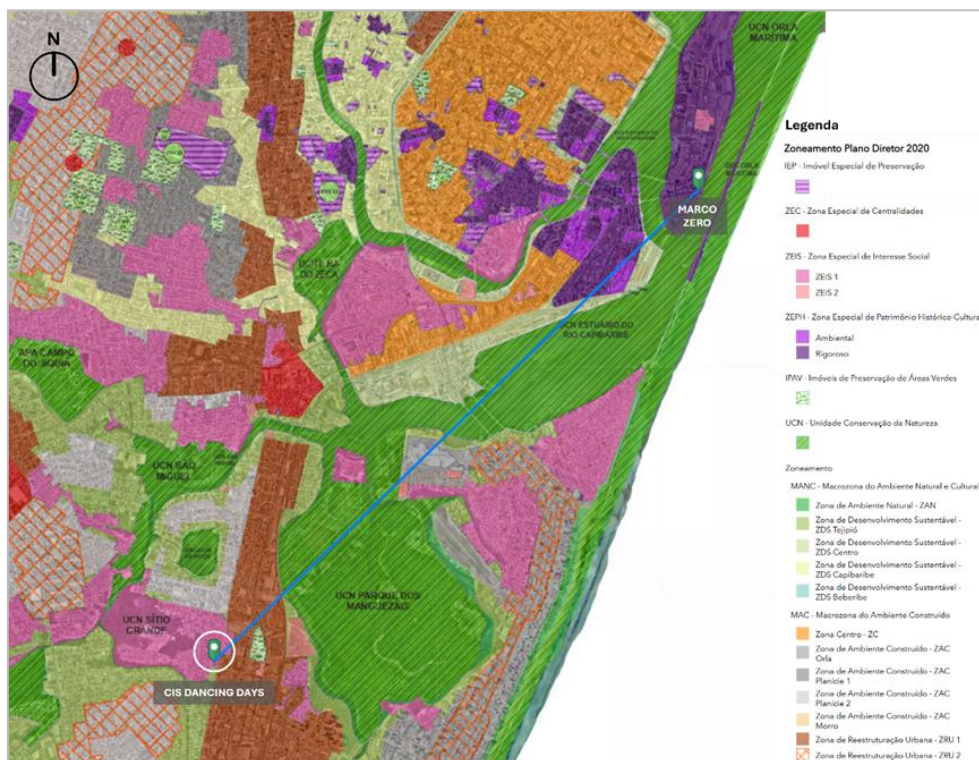 N
UCN ORLA
MARÍTIMA
MARCO
ZERO
UCN ESTUÁRIO DO
RIO CAPIBARIBE
APA CAMPO
DO JIQUIÁ
UCN SÃO
MIGUEL
UCN PARQUE DOS
MANGUEZAIS
UCN SÍTIO
GRANDE
CIS DANCING DAYS
Legenda
Zoneamento Plano Diretor 2020
IEP - Imóvel Especial de Preservação
ZEC - Zona Especial de Centralidades
ZEIS - Zona Especial de Interesse Social
ZEIS 1
ZEIS 2
ZEPH - Zona Especial de Patrimônio Histórico-Cultura
Ambiental
Rigoroso
IPAV - Imóveis de Preservação de Áreas Verdes
UCN - Unidade Conservação da Natureza
Zoneamento
MANC - Macrozona do Ambiente Natural e Cultural
Zona de Ambiente Natural - ZAN
Zona de Desenvolvimento Sustentável -
ZDS Tejipió
Zona de Desenvolvimento Sustentável -
ZDS Centro
Zona de Desenvolvimento Sustentável -
ZDS Capibaribe
Zona de Desenvolvimento Sustentável -
ZDS Beberibe
MAC - Macrozona do Ambiente Construído
Zona Centro - ZC
Zona de Ambiente Construído - ZAC
Orla
Zona de Ambiente Construído - ZAC
Planície 1
Zona de Ambiente Construído - ZAC
Planície 2
Zona de Ambiente Construído - ZAC
Morro
Zona de Reestruturação Urbana - ZRU 1
Zona de Reestruturação Urbana - ZRU 2